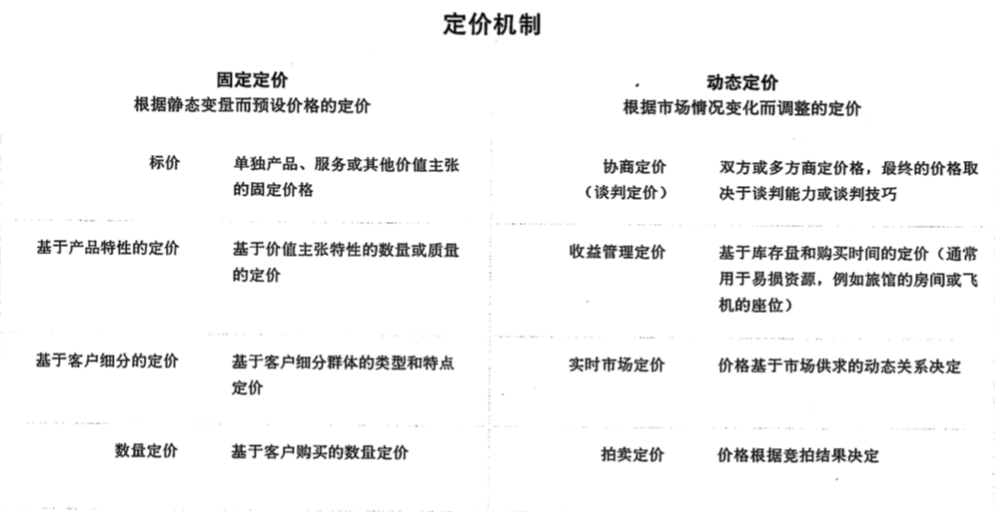 定价机制
固定定价
根据静态变量而预设价格的定价
标价
单独产品、服务或其他价值主张
的固定价格
基于产品特性的定价
基于价值主张特性的数量或质量
的定价
基于客户细分的定价
基于客户细分群体的类型和特点
定价
数量定价
基于客户购买的数量定价
动态定价
根据市场情况变化而调整的定价
协商定价
（谈判定价）
双方或多方商定价格，最终的价格取
决于谈判能力或谈判技巧
收益管理定价
基于库存量和购买时间的定价（通常
用于易损资源，例如旅馆的房间或飞
机的座位）
实时市场定价
价格基于市场供求的动态关系决定
拍卖定价
价格根据竞拍结果决定